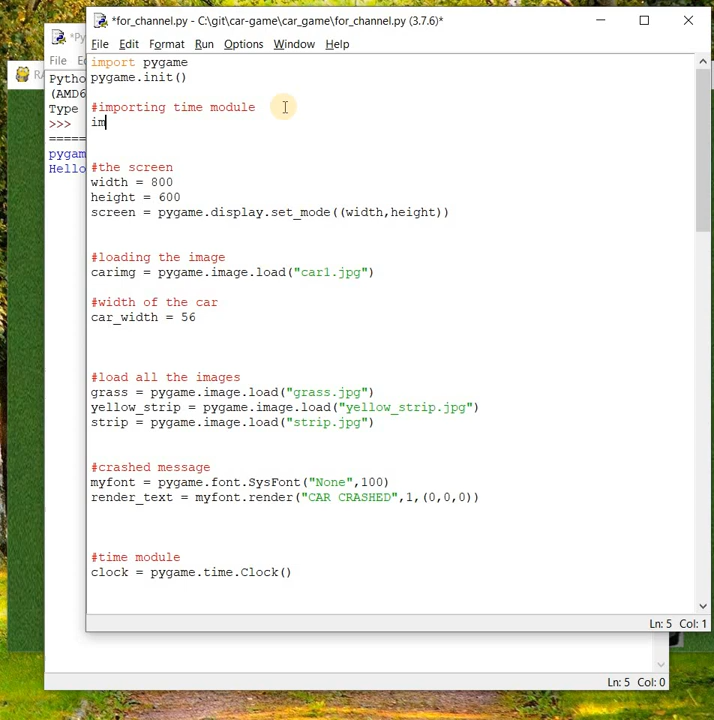 *for_channel.py - C:\git\car-game\car_game\for_channel.py (3.7.6)*
File Edit Format Run Options Window Help
import pygame
pygame.init()
#importing time module
im
#the screen
width = 800
height = 600
screen = pygame.display.set_mode((width,height))
#loading the image
carimg = pygame.image.load("car1.jpg")
#width of the car
car_width = 56
#load all the images
grass = pygame.image.load("grass.jpg")
yellow_strip = pygame.image.load("yellow_strip.jpg")
strip = pygame.image.load("strip.jpg")
#crashed message
myfont = pygame.font.SysFont("None",100)
render_text = myfont.render("CAR CRASHED",1,(0,0,0))
#time module
clock = pygame.time.Clock()
Ln: 5 Col: 1
*Py
File
Pytho
(AMD6
Type
>>>
=====
pygam
Hello
Ln: 5 Col: 0